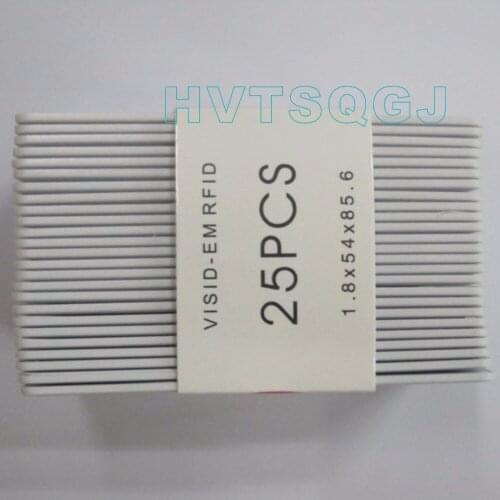 HVTSQGJ
VISID-EMRFID
25PCS
1.8x54x85.6